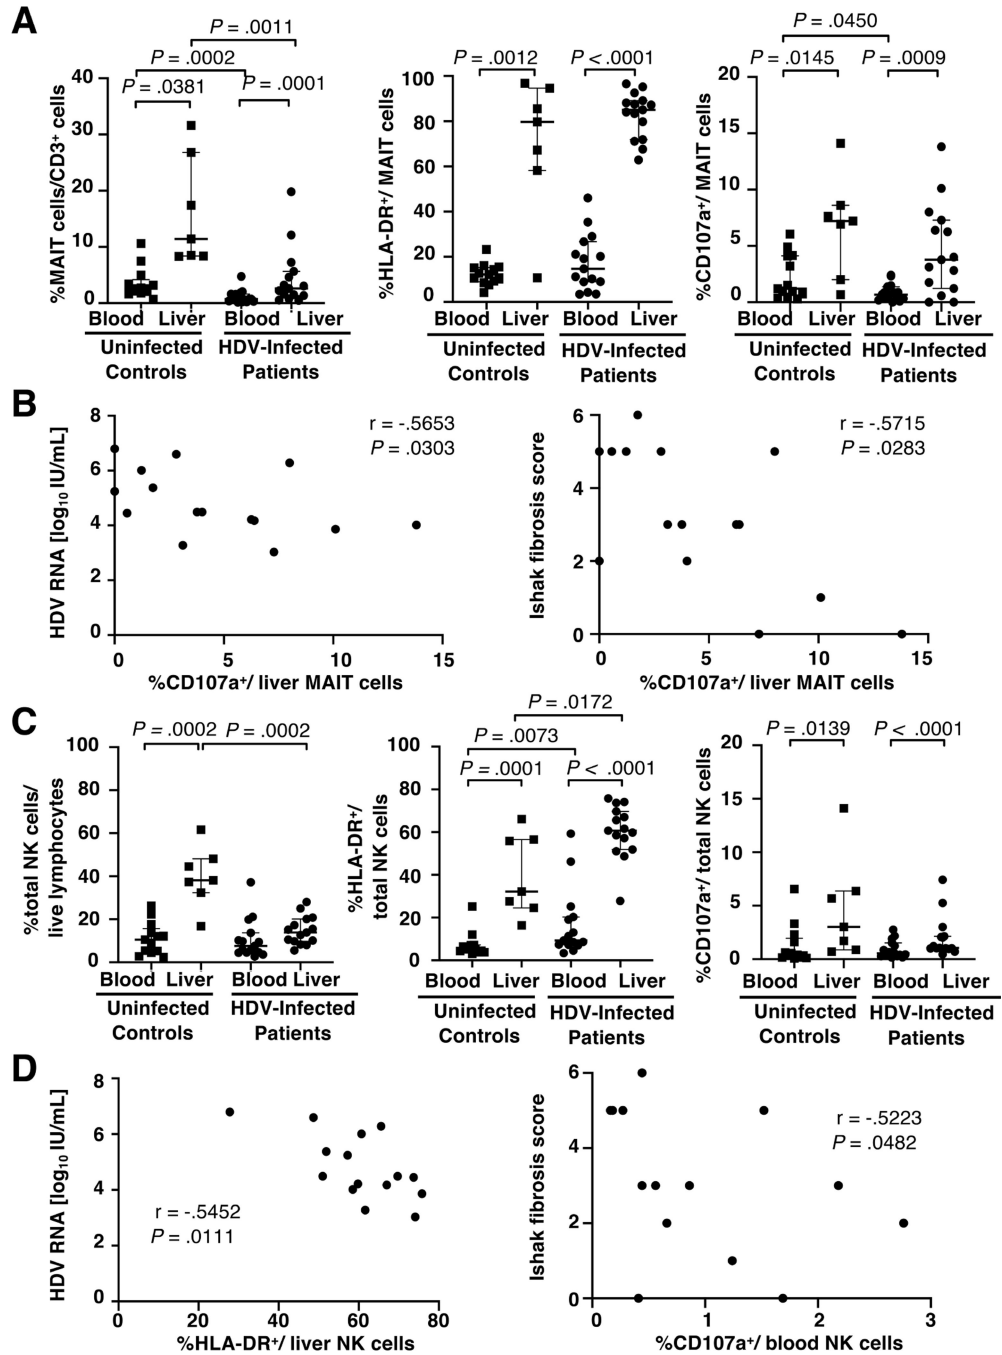 A
P = .0011
P = .0002
P = .0381
P = .0001
%MAIT cells/CD3+ cells
40
30
20
10
0
Blood Liver Blood Liver
Uninfected Controls
HDV-Infected Patients
P = .0012
P < .0001
%HLA-DR+/ MAIT cells
100
80
60
40
20
0
Blood Liver Blood Liver
Uninfected Controls
HDV-Infected Patients
P = .0450
P = .0145
P = .0009
%CD107a+/ MAIT cells
20
15
10
5
0
Blood Liver Blood Liver
Uninfected Controls
HDV-Infected Patients
B
HDV RNA [log10 IU/mL]
8
6
4
2
0
r = -.5653
P = .0303
0 5 10 15
%CD107a+/ liver MAIT cells
Ishak fibrosis score
6
4
2
0
r = -.5715
P = .0283
0 5 10 15
%CD107a+/ liver MAIT cells
C
P = .0002
P = .0002
%total NK cells/
live lymphocytes
100
80
60
40
20
0
Blood Liver Blood Liver
Uninfected Controls
HDV-Infected Patients
P = .0172
P = .0073
P = .0001
P < .0001
%HLA-DR+/
total NK cells
100
80
60
40
20
0
Blood Liver Blood Liver
Uninfected Controls
HDV-Infected Patients
P = .0139
P < .0001
%CD107a+/ total NK cells
20
15
10
5
0
Blood Liver Blood Liver
Uninfected Controls
HDV-Infected Patients
D
HDV RNA [log10 IU/mL]
8
6
4
2
0
r = -.5452
P = .0111
0 20 40 60 80
%HLA-DR+/ liver NK cells
Ishak fibrosis score
6
4
2
0
r = -.5223
P = .0482
0 1 2 3
%CD107a+/ blood NK cells